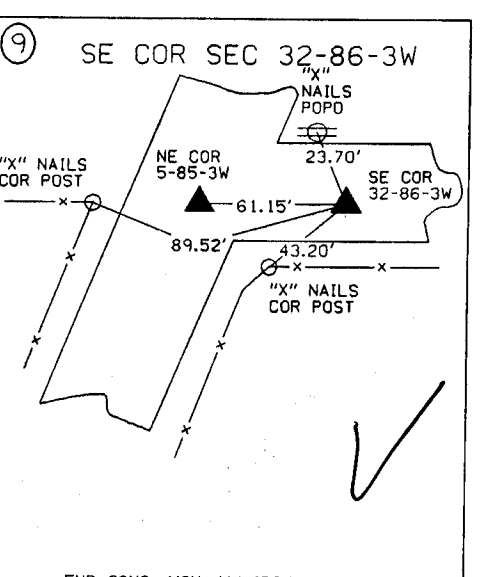 9
SE COR SEC 32-86-3W
"X"
NAILS
POPO
"X" NAILS
COR POST
NE COR
5-85-3W
23.70'
SE COR
32-86-3W
61.15'
89.52'
43.20'
"X" NAILS
COR POST